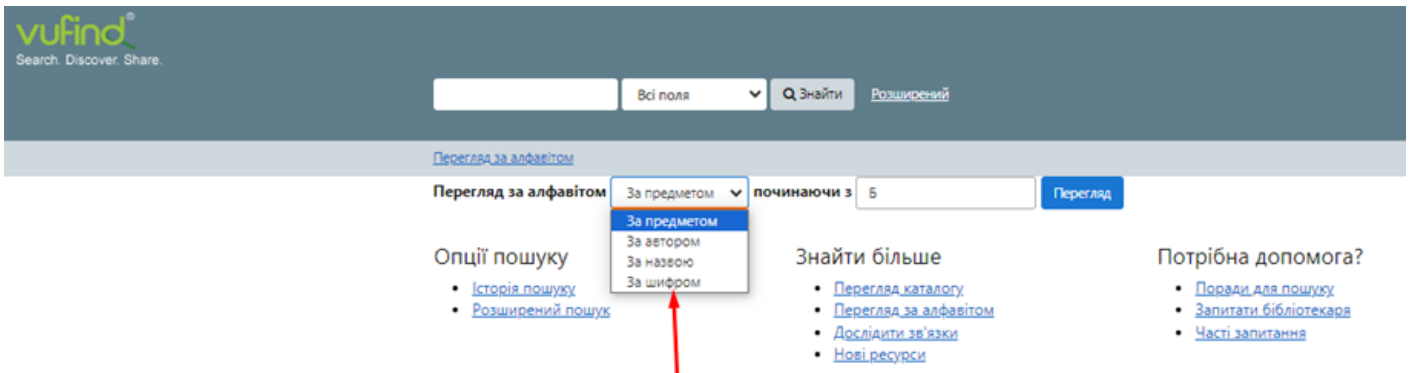 vufind®
Search. Discover. Share.
Всі поля Знайти Розширений
Перегляд за алфавітом
Перегляд за алфавітом За предметом починаючи з Б Перегляд
За предметом
За автором
За назвою
За шифром
Опції пошуку
Історія пошуку
Розширений пошук
Знайти більше
Перегляд каталогу
Перегляд за алфавітом
Дослідити зв'язки
Нові ресурси
Потрібна допомога?
Поради для пошуку
Запитати бібліотекаря
Часті запитання